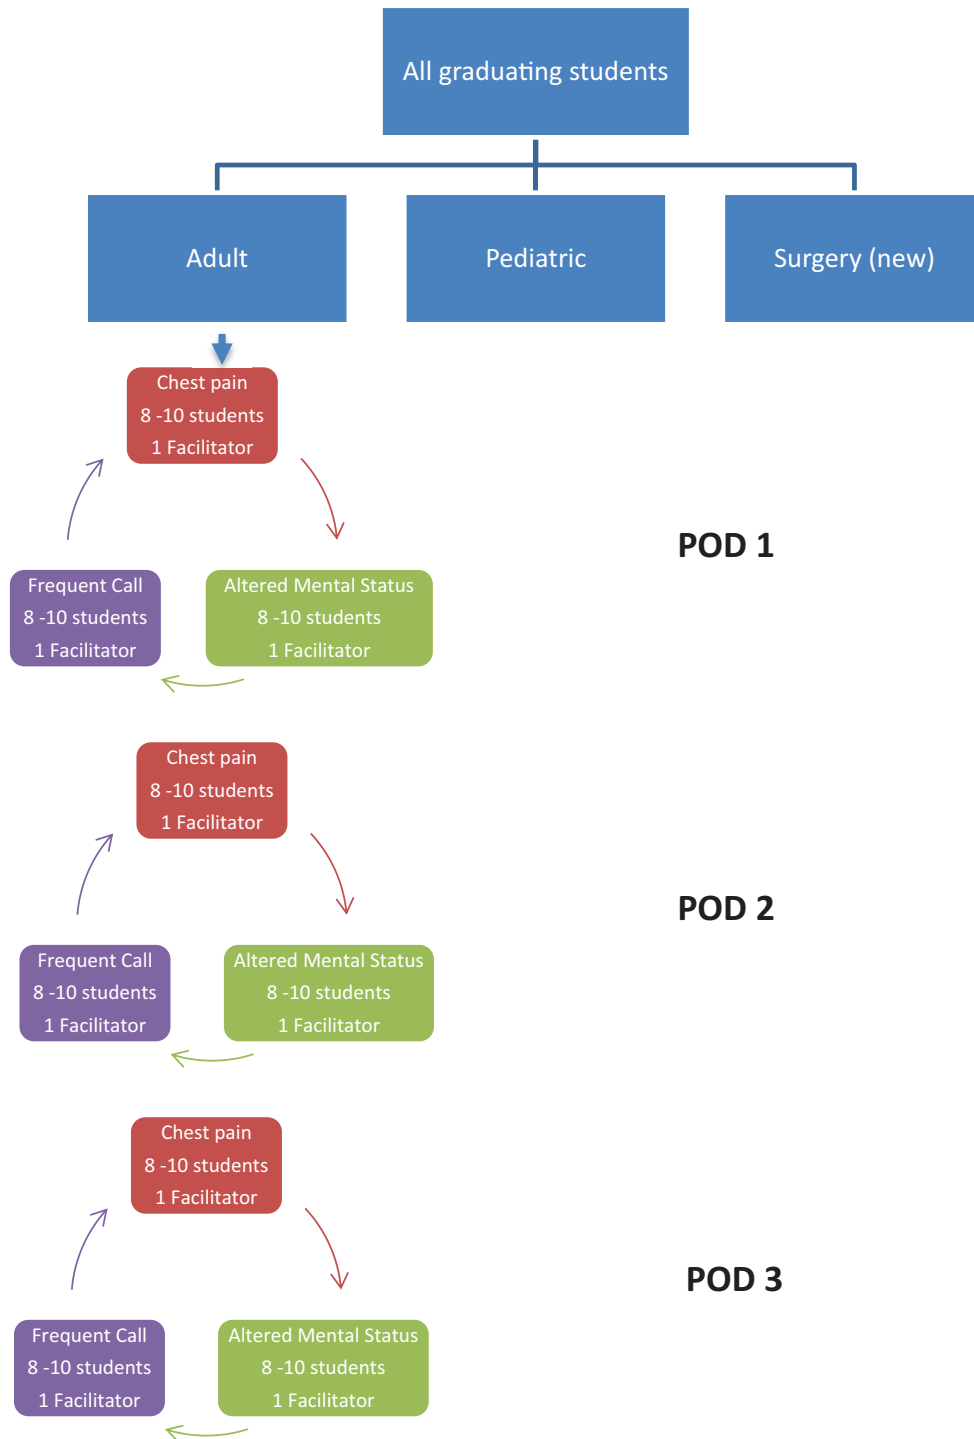 All graduating students
Adult
Pediatric
Surgery (new)
Chest pain
8 -10 students
1 Facilitator
POD 1
Frequent Call
8 -10 students
1 Facilitator
Altered Mental Status
8 -10 students
1 Facilitator
Chest pain
8 -10 students
1 Facilitator
POD 2
Frequent Call
8 -10 students
1 Facilitator
Altered Mental Status
8 -10 students
1 Facilitator
Chest pain
8 -10 students
1 Facilitator
POD 3
Frequent Call
8 -10 students
1 Facilitator
Altered Mental Status
8 -10 students
1 Facilitator